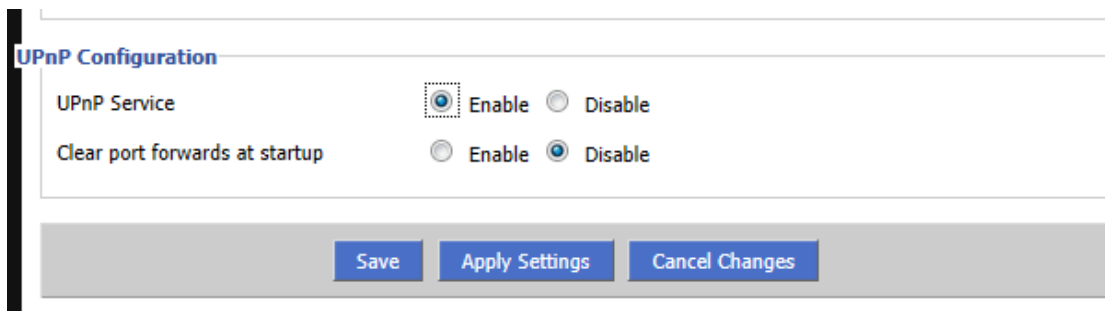 UPnP Configuration
UPnP Service Enable Disable
Clear port forwards at startup Enable Disable
Save Apply Settings Cancel Changes